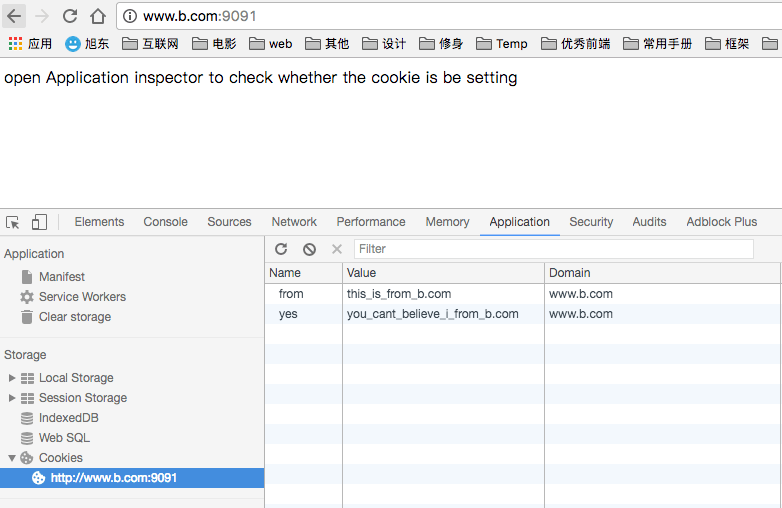 www.b.com:9091
应用 旭东 互联网 电影 web 其他 设计 修身 Temp 优秀前端 常用手册 框架
open Application inspector to check whether the cookie is be setting
Elements Console Sources Network Performance Memory Application Security Audits Adblock Plus
Application
Manifest
Service Workers
Clear storage
Storage
Local Storage
Session Storage
IndexedDB
Web SQL
Cookies
http://www.b.com:9091
Filter
Name Value Domain
from this_is_from_b.com www.b.com
yes you_cant_believe_i_from_b.com www.b.com